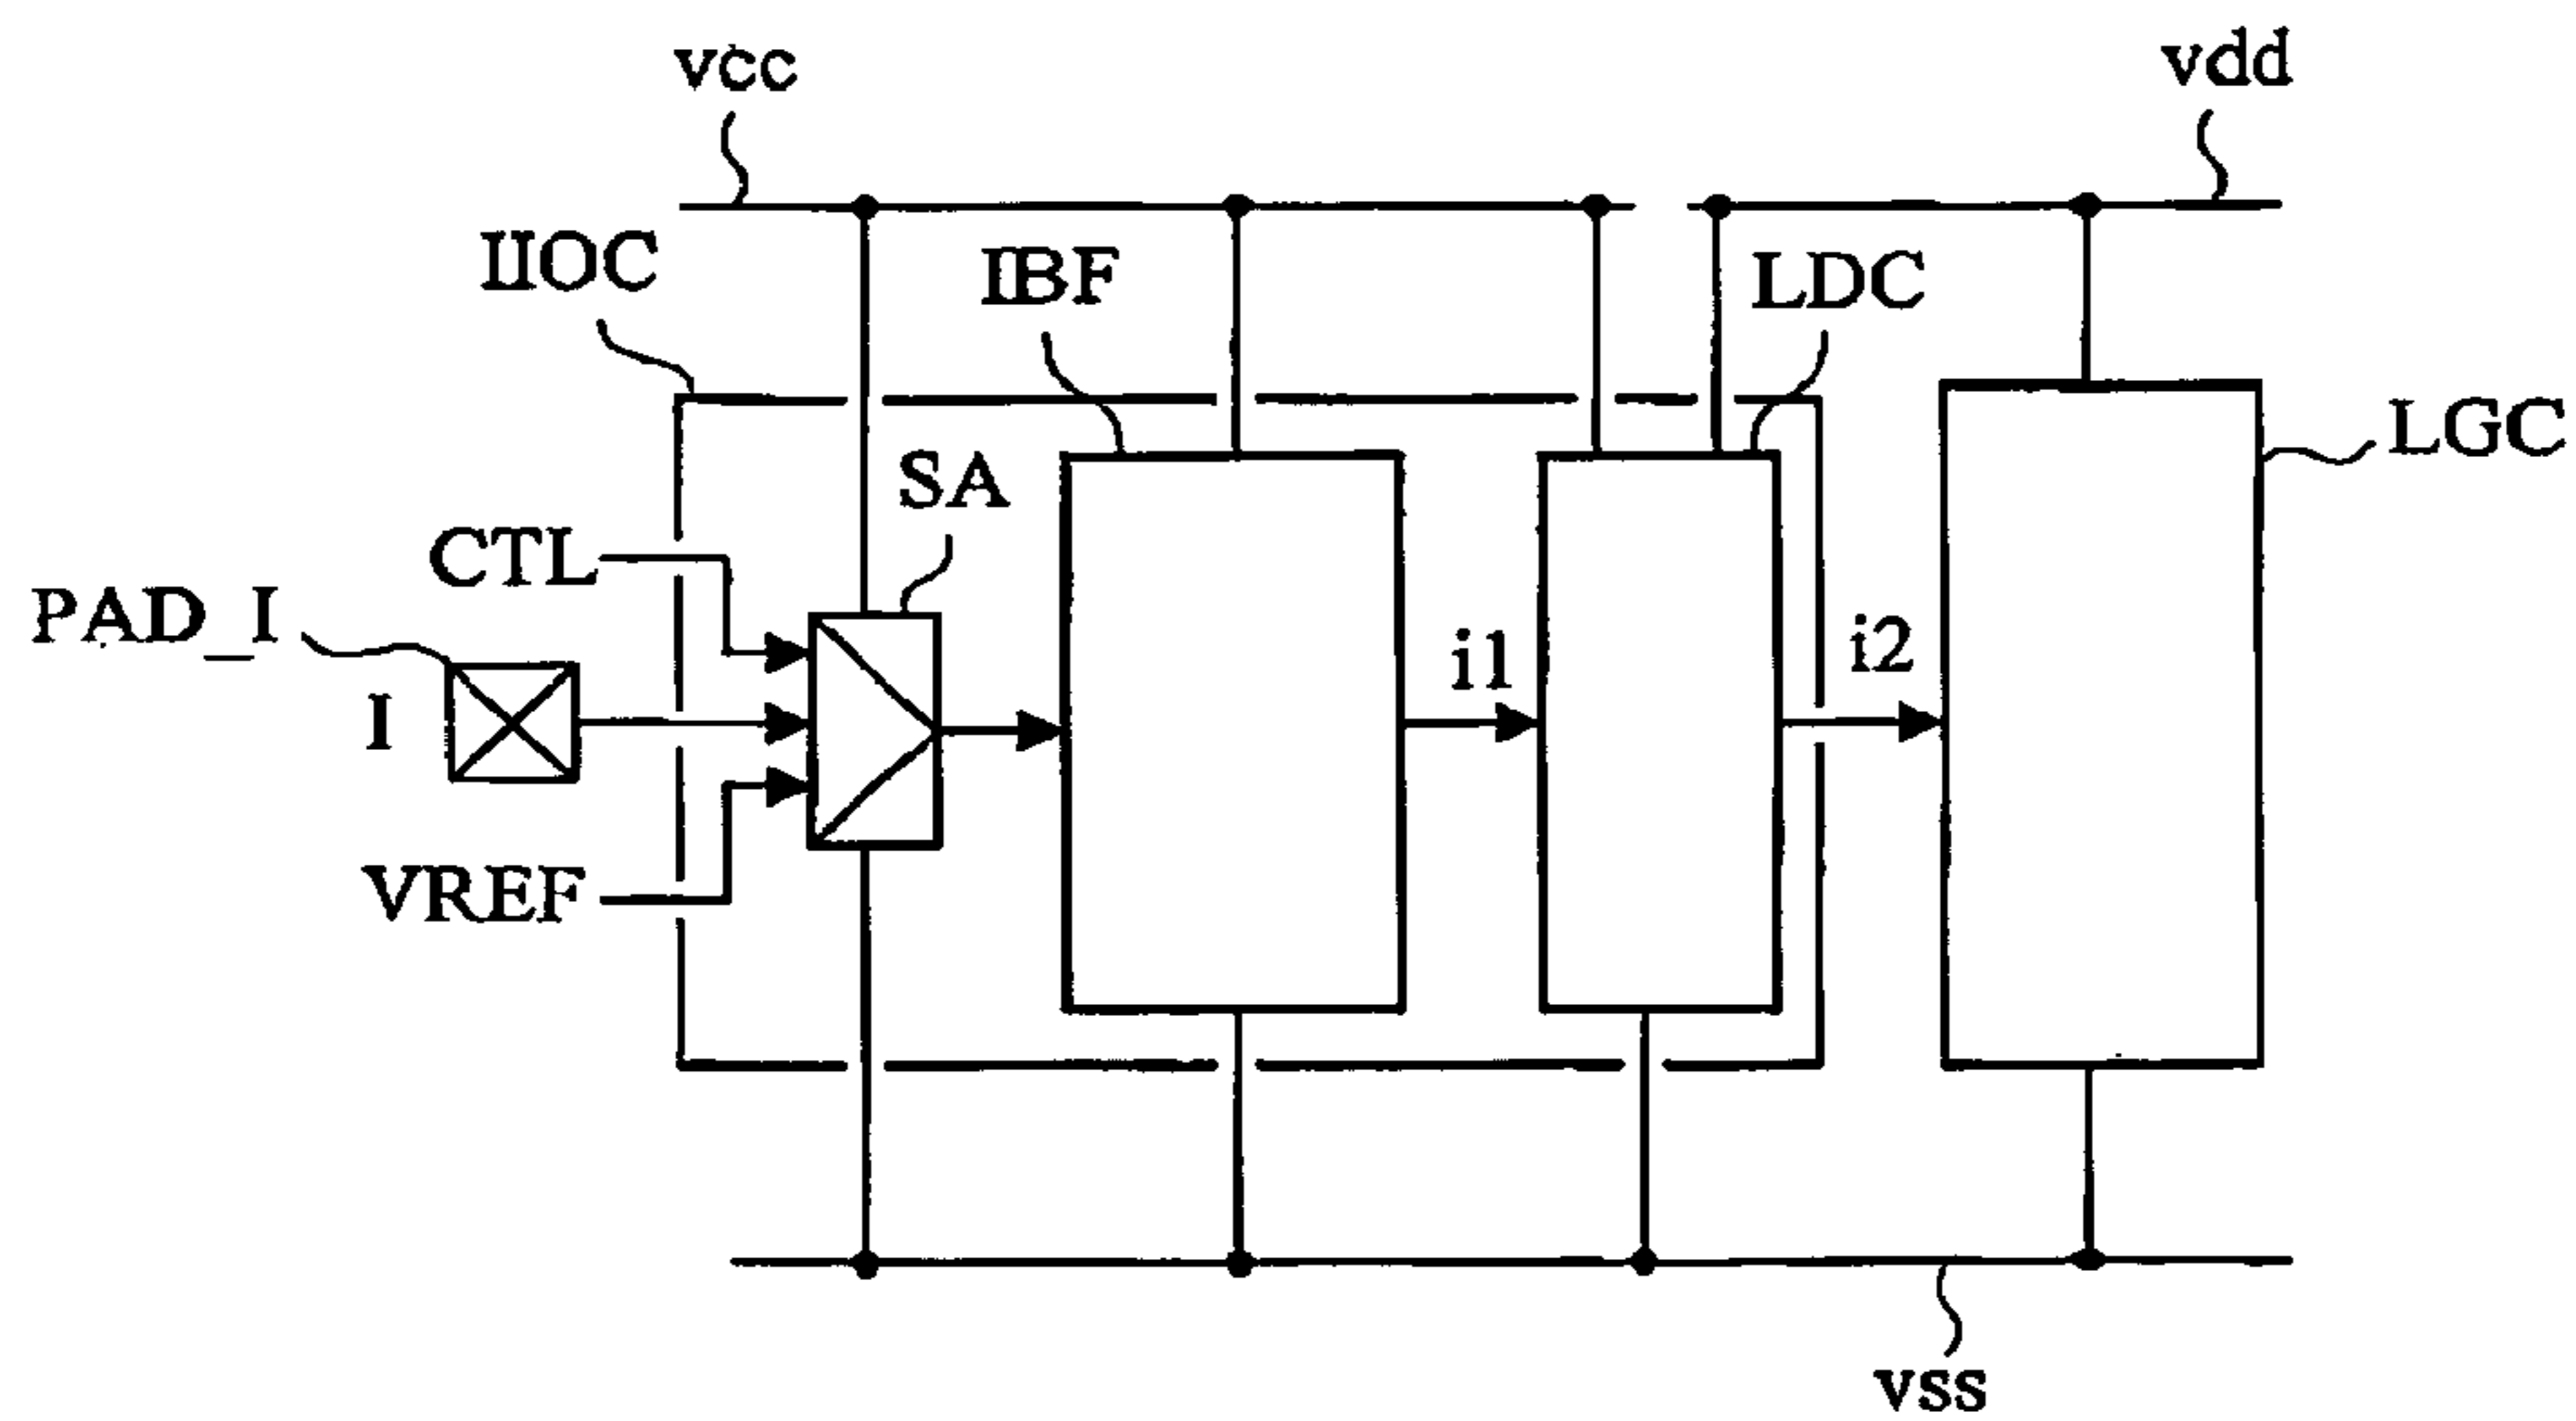 vcc
vdd
IIOC
IBF
LDC
LGC
SA
CTL
PAD_I
I
i1
i2
VREF
vss